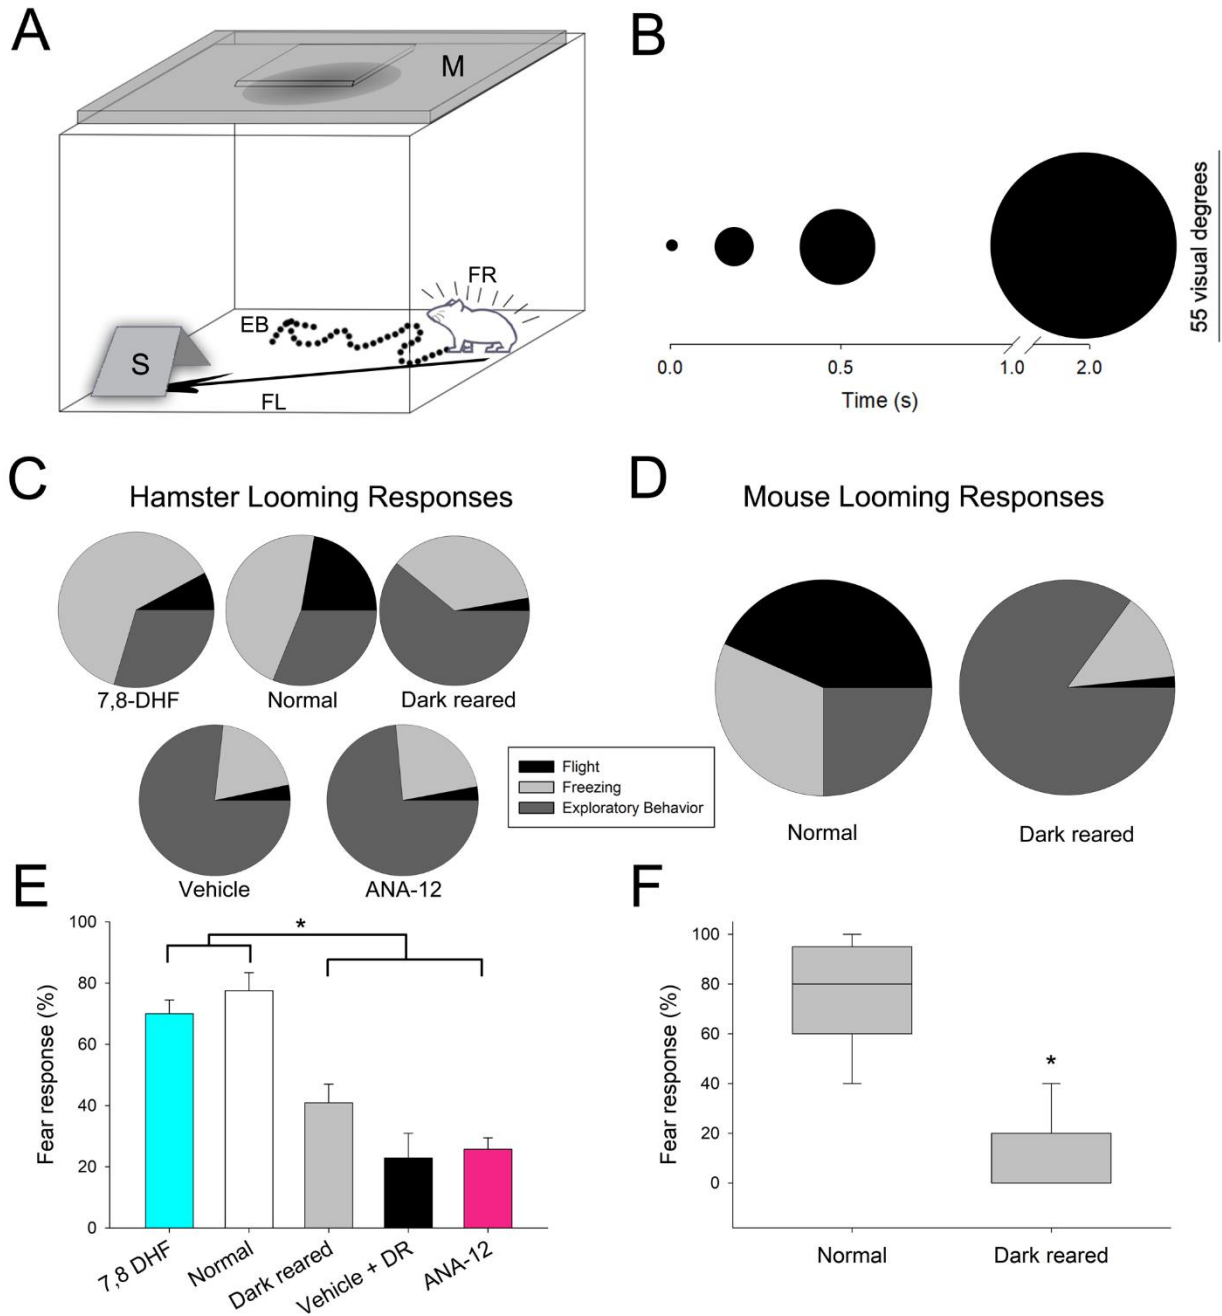 A
M
EB
FR
S
FL
B
55 visual degrees
0.0
0.5
1.0
2.0
Time (s)
C
Hamster Looming Responses
7,8-DHF
Normal
Dark reared
Vehicle
ANA-12
Flight
Freezing
Exploratory Behavior
D
Mouse Looming Responses
Normal
Dark reared
E
Fear response (%)
100
80
60
40
20
0
*
7,8 DHF
Normal
Dark reared
Vehicle + DR
ANA-12
F
Fear response (%)
100
80
60
40
20
0
*
Normal
Dark reared